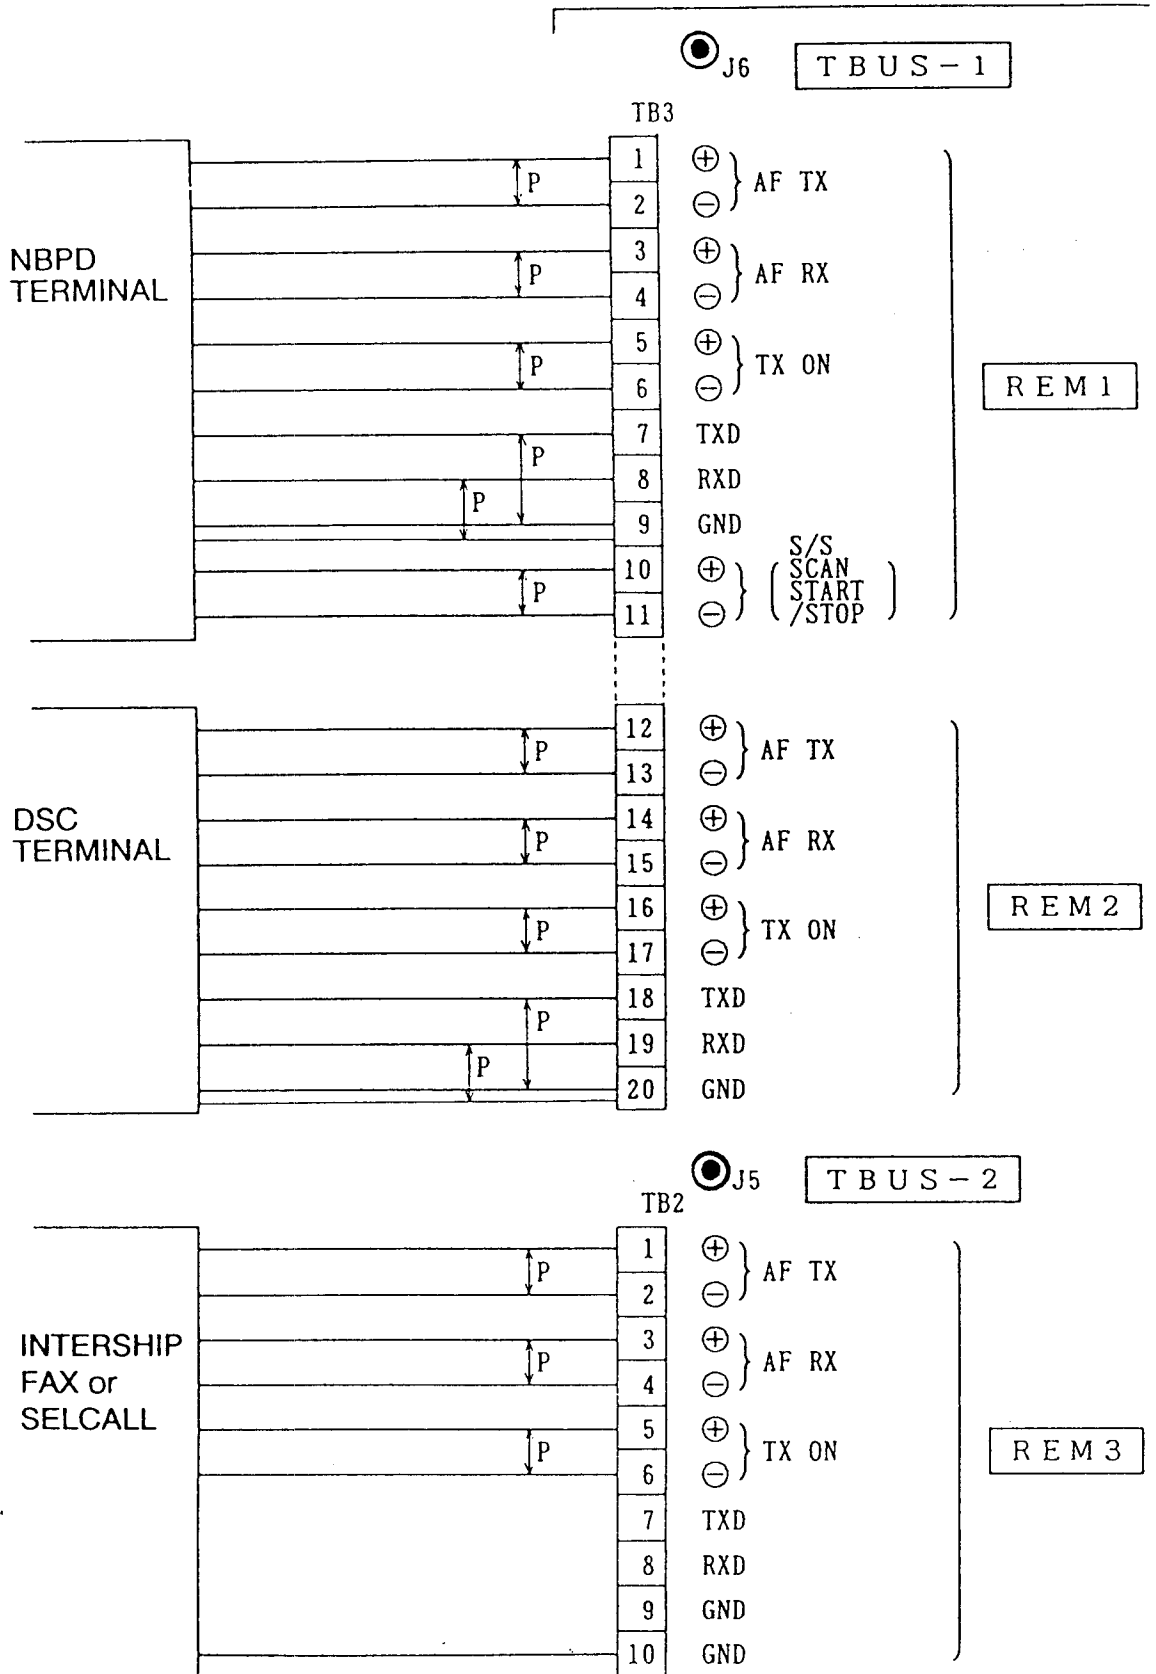 J6 TBUS-1
TB3
NBPD
TERMINAL
1 ⊕ AF TX
P
2 ⊖
3 ⊕ AF RX
P
4 ⊖
5 ⊕ TX ON
P
6 ⊖
REM1
7 TXD
P
8 RXD
P
9 GND
10 ⊕ ( S/S
SCAN
START
/STOP )
P
11 ⊖
DSC
TERMINAL
12 ⊕ AF TX
P
13 ⊖
14 ⊕ AF RX
P
15 ⊖
16 ⊕ TX ON
P
17 ⊖
REM2
18 TXD
P
19 RXD
P
20 GND
J5 TBUS-2
TB2
INTERSHIP
FAX or
SELCALL
1 ⊕ AF TX
P
2 ⊖
3 ⊕ AF RX
P
4 ⊖
5 ⊕ TX ON
P
6 ⊖
REM3
7 TXD
8 RXD
9 GND
10 GND